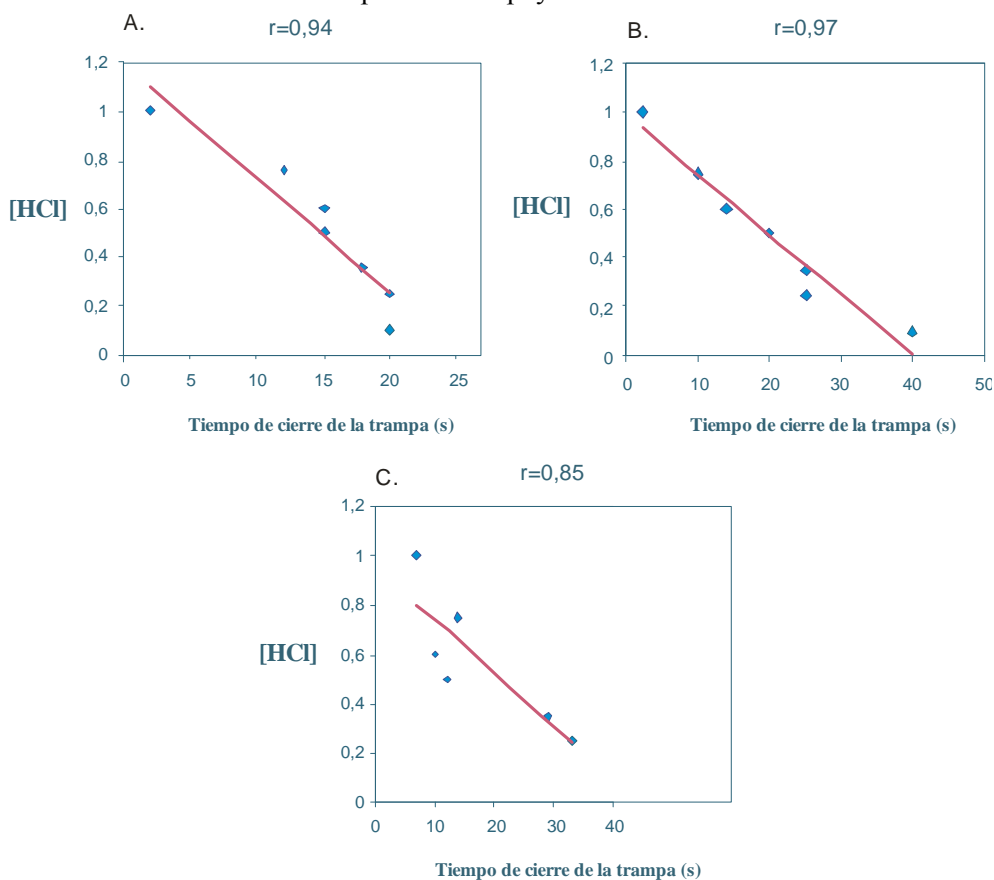 A.
r=0,94
1,2
1
0,8
0,6
0,4
0,2
0
[HCl]
0 5 10 15 20 25
Tiempo de cierre de la trampa (s)
B.
r=0,97
1,2
1
0,8
0,6
0,4
0,2
0
[HCl]
0 10 20 30 40 50
Tiempo de cierre de la trampa (s)
C.
r=0,85
1,2
1
0,8
0,6
0,4
0,2
0
[HCl]
0 10 20 30 40
Tiempo de cierre de la trampa (s)